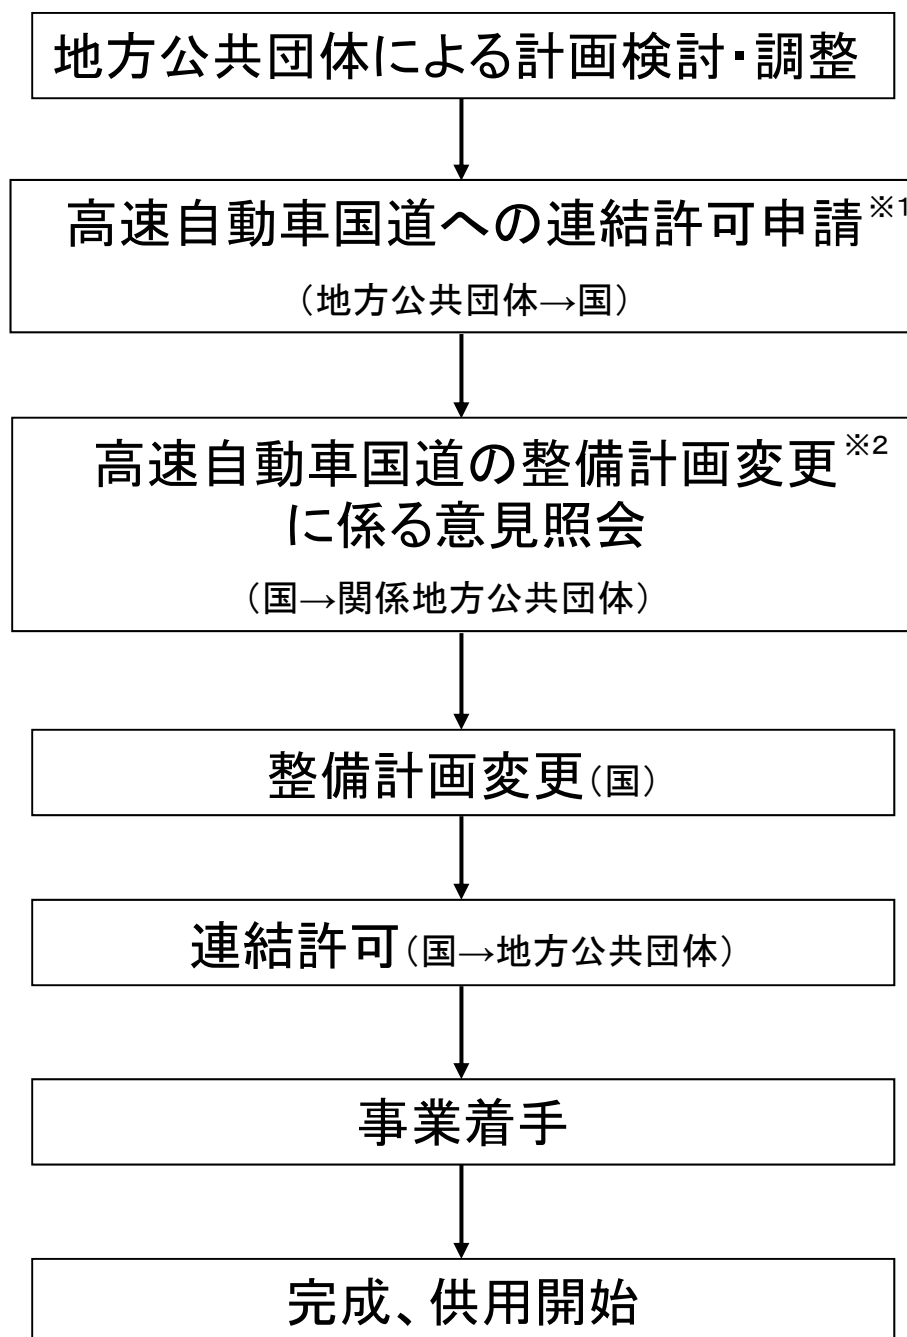 地方公共団体による計画検討・調整
高速自動車国道への連結許可申請※1
（地方公共団体→国）
高速自動車国道の整備計画変更※2
に係る意見照会
（国→関係地方公共団体）
整備計画変更（国）
連結許可（国→地方公共団体）
事業着手
完成、供用開始